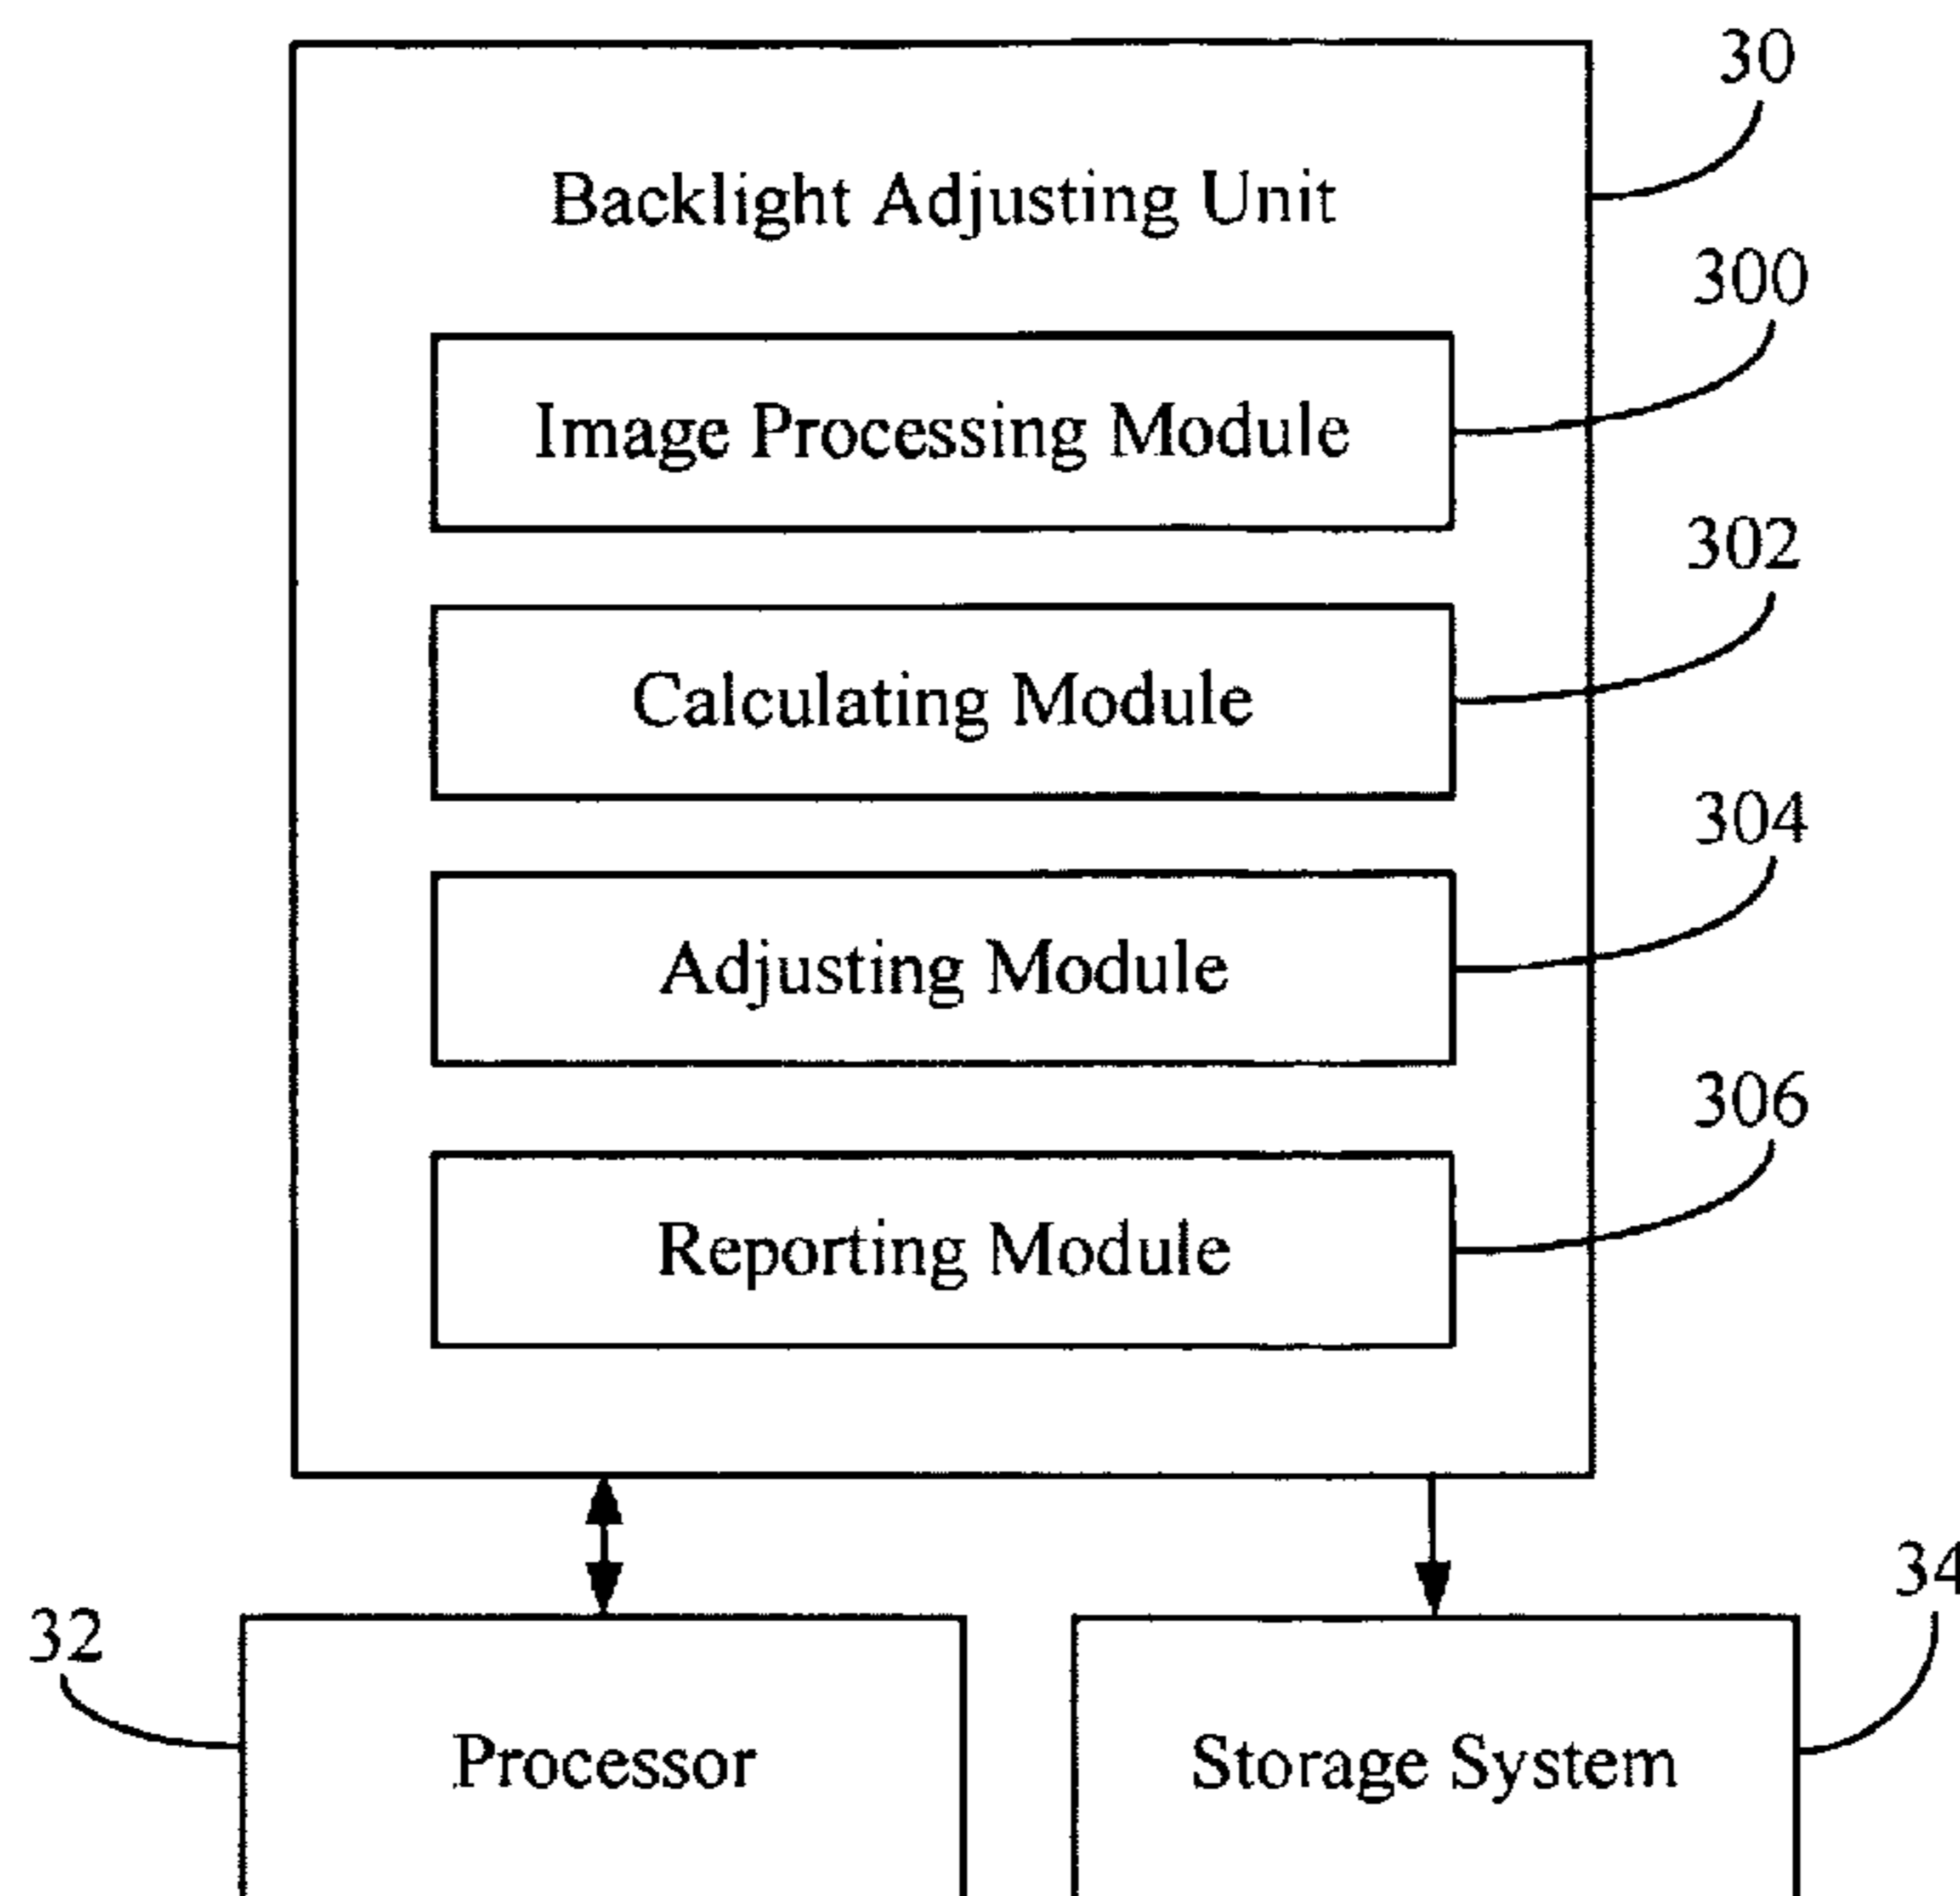 30
Backlight Adjusting Unit
300
Image Processing Module
302
Calculating Module
304
Adjusting Module
306
Reporting Module
34
32
Processor
Storage System